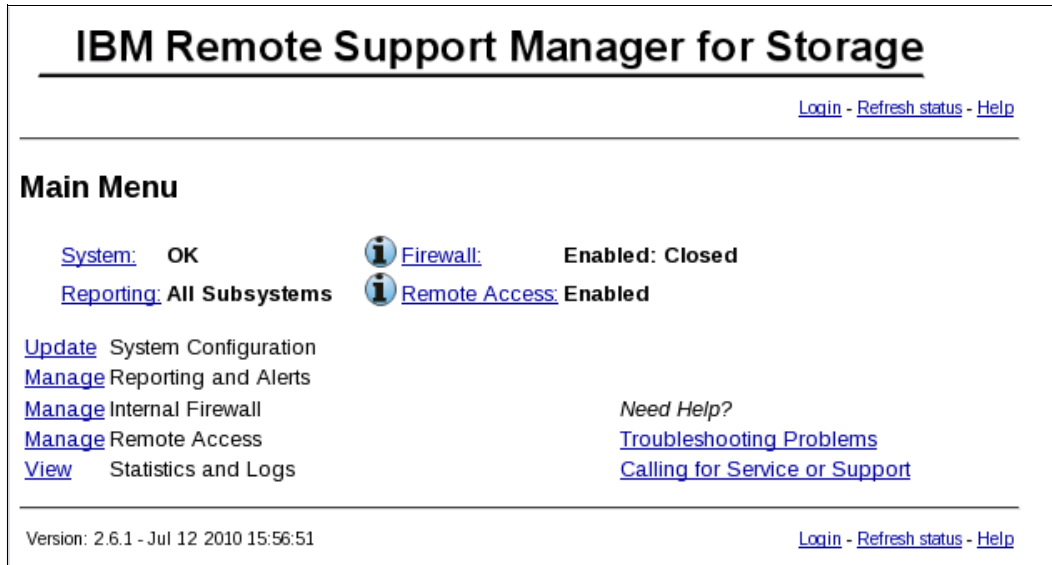 IBM Remote Support Manager for Storage
Login - Refresh status - Help
Main Menu
System: OK Firewall: Enabled: Closed
Reporting: All Subsystems Remote Access: Enabled
Update System Configuration
Manage Reporting and Alerts
Manage Internal Firewall Need Help?
Manage Remote Access Troubleshooting Problems
View Statistics and Logs Calling for Service or Support
Version: 2.6.1 - Jul 12 2010 15:56:51 Login - Refresh status - Help